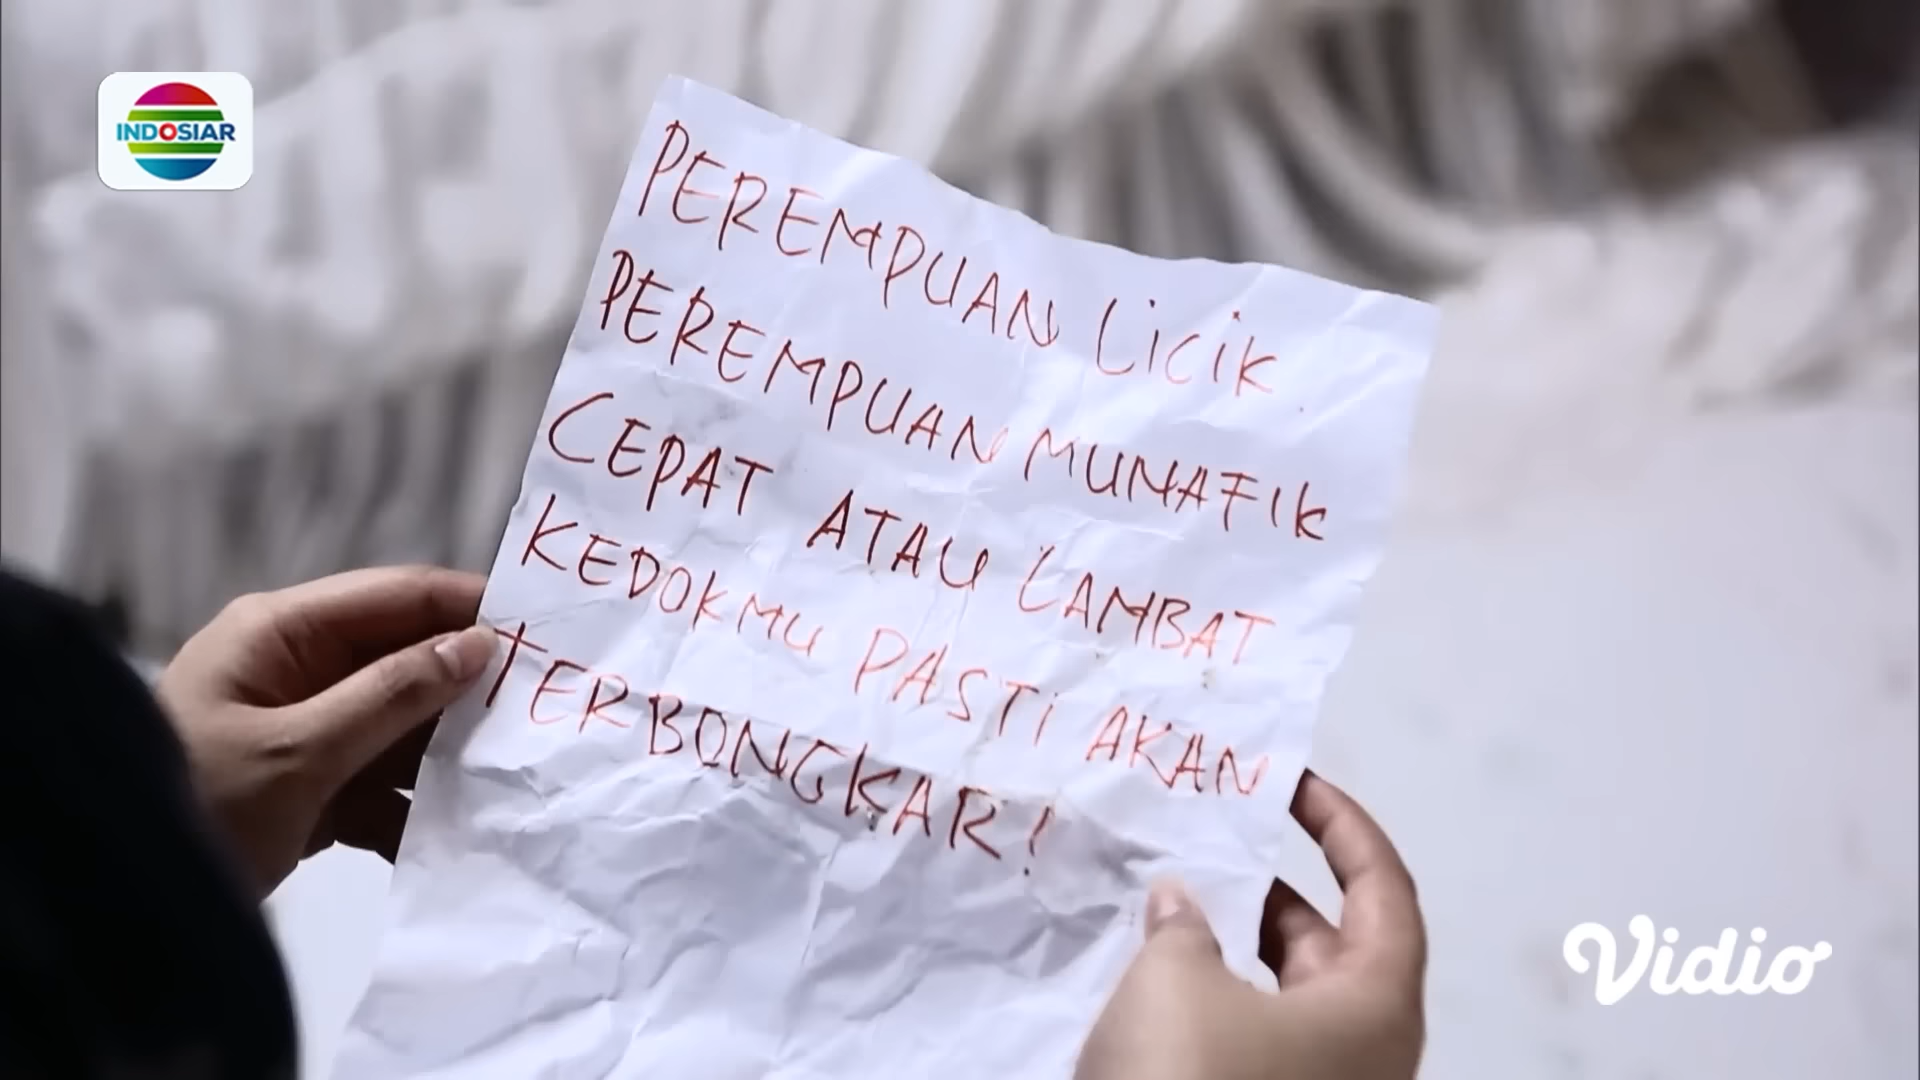 INDOSIAR
PEREMPUAN LiCiK.
PEREMPUAN MUNAFIK
CEPAT ATAU LAMBAT
KEDOKMU PASTi AKAN
TERBONGKAR!
Vidio